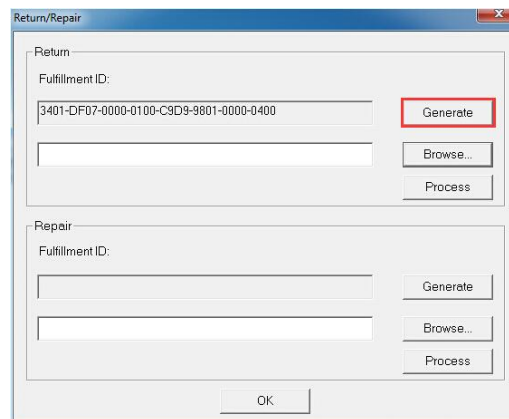 Return/Repair
Return
Fulfillment ID:
3401-DF07-0000-0100-C9D9-9801-0000-0400
Generate
Browse...
Process
Repair
Fulfillment ID:
Generate
Browse...
Process
OK